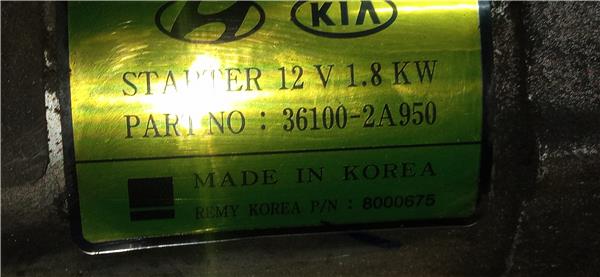 KIA
STARTER 12 V 1.8 KW
PART NO : 36100-2A950
MADE IN KOREA
REMY KOREA P/N : 8000675